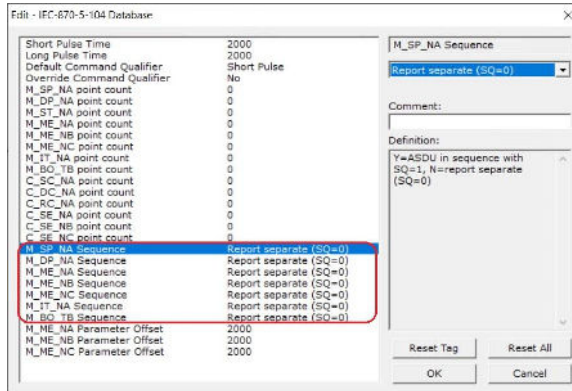 Edit - IEC-870-5-104 Database
Short Pulse Time 2000
Long Pulse Time 2000
Default Command Qualifier Short Pulse
Override Command Qualifier No
M_SP_NA point count 0
M_DP_NA point count 0
M_ST_NA point count 0
M_ME_NA point count 0
M_ME_NB point count 0
M_ME_NC point count 0
M_IT_NA point count 0
M_BO_TB point count 0
C_SC_NA point count 0
C_DC_NA point count 0
C_RC_NA point count 0
C_SE_NA point count 0
C_SE_NB point count 0
C_SE_NC point count 0
M_SP_NA Sequence Report separate (SQ=0)
M_DP_NA Sequence Report separate (SQ=0)
M_ME_NA Sequence Report separate (SQ=0)
M_ME_NB Sequence Report separate (SQ=0)
M_ME_NC Sequence Report separate (SQ=0)
M_IT_NA Sequence Report separate (SQ=0)
M_BO_TB Sequence Report separate (SQ=0)
M_ME_NA Parameter Offset 2000
M_ME_NB Parameter Offset 2000
M_ME_NC Parameter Offset 2000
M_SP_NA Sequence
Report separate (SQ=0)
Comment:
Definition:
Y=ASDU in sequence with
SQ=1, N=report separate
(SQ=0)
Reset Tag Reset All
OK Cancel